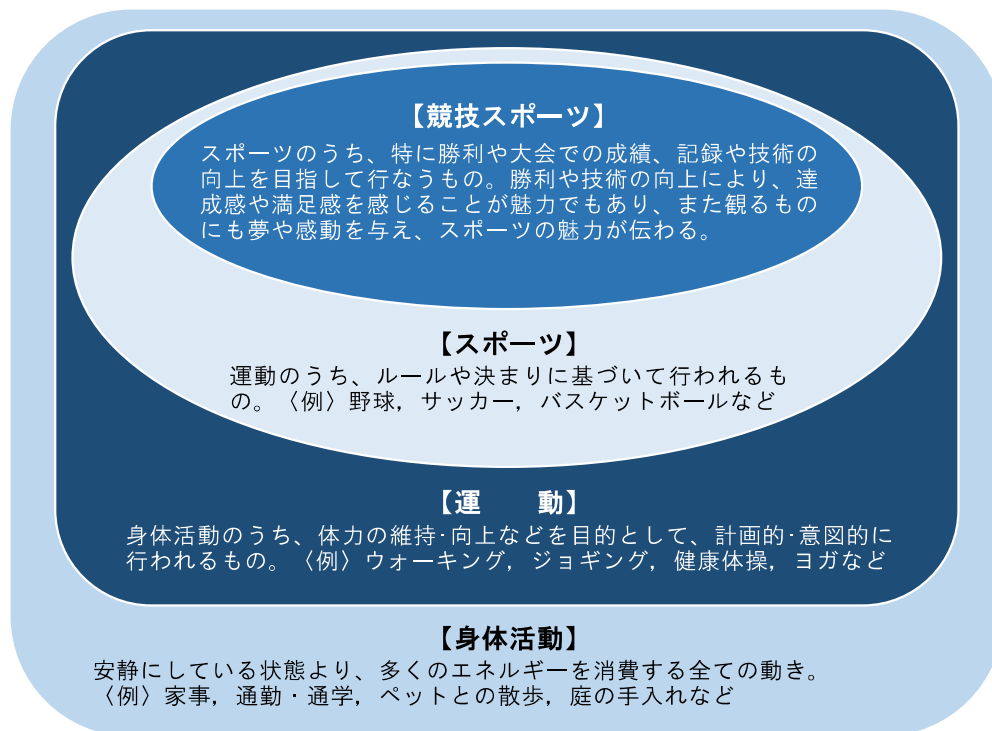 【競技スポーツ】
スポーツのうち、特に勝利や大会での成績、記録や技術の
向上を目指して行なうもの。勝利や技術の向上により、達
成感や満足感を感じることが魅力でもあり、また観るもの
にも夢や感動を与え、スポーツの魅力が伝わる。
【スポーツ】
運動のうち、ルールや決まりに基づいて行われるも
の。〈例〉野球，サッカー，バスケットボールなど
【運　　動】
身体活動のうち、体力の維持･向上などを目的として、計画的･意図的に
行われるもの。〈例〉ウォーキング，ジョギング，健康体操，ヨガなど
【身体活動】
安静にしている状態より、多くのエネルギーを消費する全ての動き。
〈例〉家事，通勤・通学，ペットとの散歩，庭の手入れなど